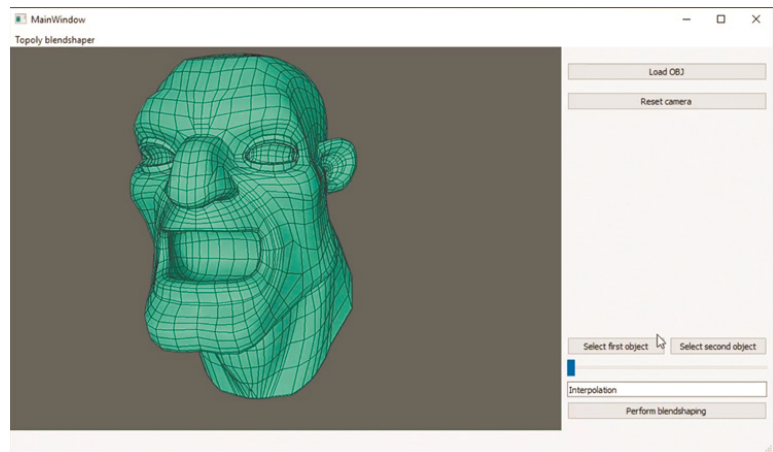 MainWindow
Topoly blendshaper
Load OBJ
Reset camera
Select first object Select second object
Interpolation
Perform blendshaping